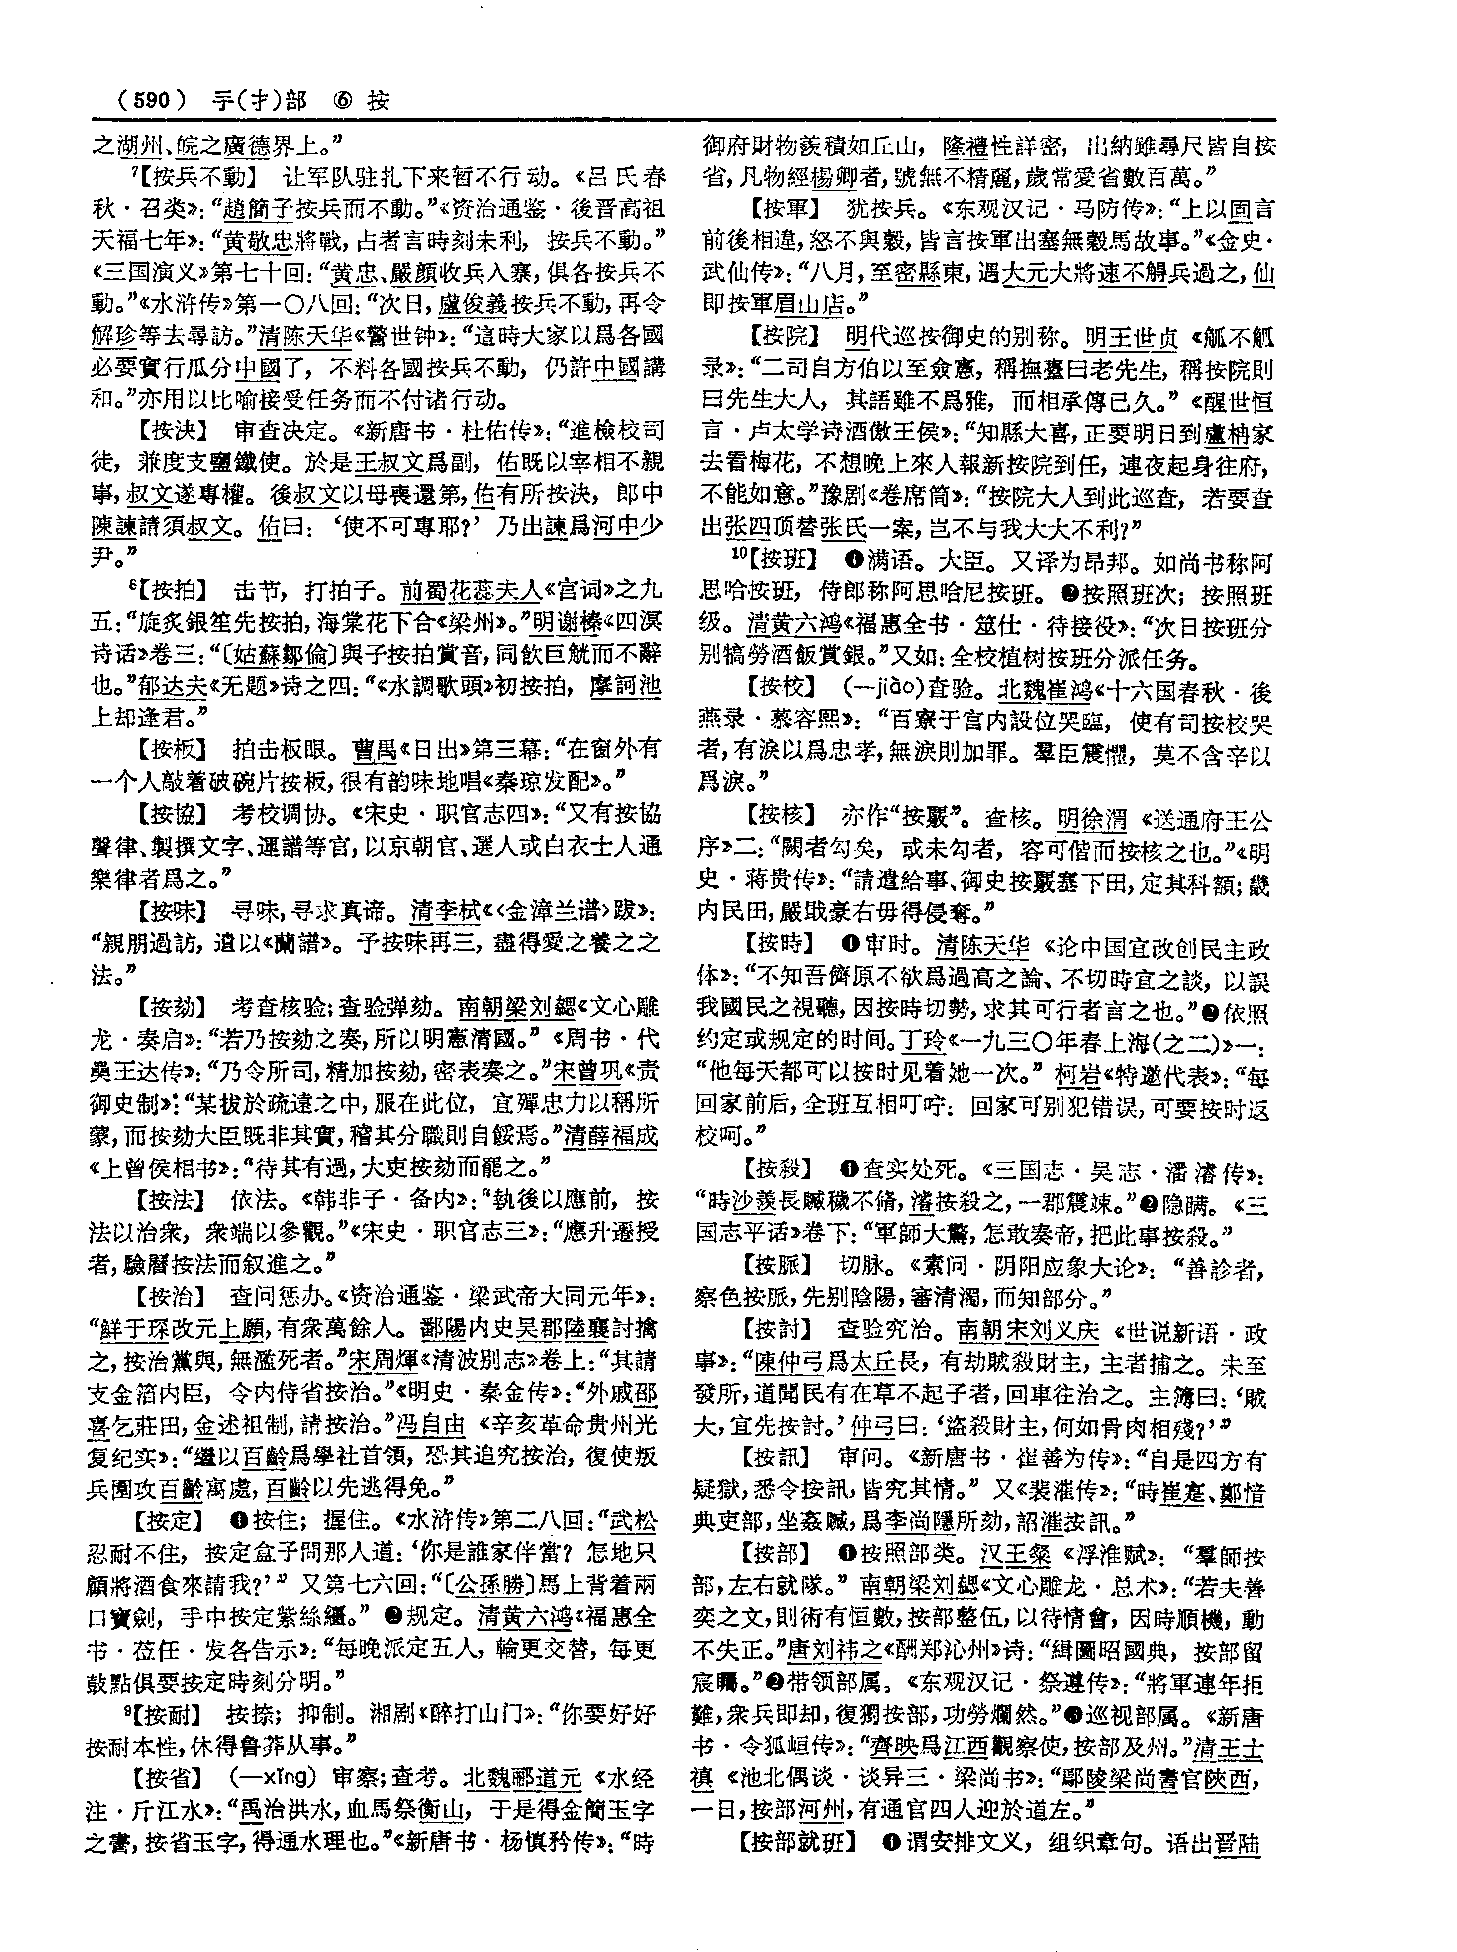 （590） 手(扌)部 ⑥ 按
之湖州、皖之廣德界上。”
⁷【按兵不動】 让军队驻扎下来暂不行动。《吕氏春
秋·召类》：“趙簡子按兵而不動。”《资治通鉴·後晋高祖
天福七年》：“黄敬忠將戰，占者言時刻未利，按兵不動。”
《三国演义》第七十回：“黄忠、嚴顔收兵入寨，俱各按兵不
動。”《水浒传》第一〇八回：“次日，盧俊義按兵不動，再令
解珍等去尋訪。”清陈天华《警世钟》：“這時大家以爲各國
必要實行瓜分中國了，不料各國按兵不動，仍許中國講
和。”亦用以比喻接受任务而不付诸行动。
【按決】 审查决定。《新唐书·杜佑传》：“進檢校司
徒，兼度支鹽鐵使。於是王叔文爲副，佑既以宰相不親
事，叔文遂專權。後叔文以母喪還第，佑有所按決，郎中
陳諫請須叔文。佑曰：‘使不可專耶？’乃出諫爲河中少
尹。”
⁸【按拍】 击节，打拍子。前蜀花蕊夫人《宫词》之九
五：“旋炙銀笙先按拍，海棠花下合《梁州》。”明谢榛《四溟
诗话》卷三：“〔姑蘇鄒倫〕與子按拍賞音，同飲巨觥而不辭
也。”郁达夫《无题》诗之四：“《水調歌頭》初按拍，摩訶池
上却逢君。”
【按板】 拍击板眼。曹禺《日出》第三幕：“在窗外有
一个人敲着破碗片按板，很有韵味地唱《秦琼发配》。”
【按協】 考校调协。《宋史·职官志四》：“又有按協
聲律、製撰文字、運譜等官，以京朝官、選人或白衣士人通
樂律者爲之。”
【按味】 寻味，寻求真谛。清李栻《〈金漳兰谱〉跋》：
“親朋過訪，遺以《蘭譜》。予按味再三，盡得愛之養之之
法。”
【按劾】 考查核验；查验弹劾。南朝梁刘勰《文心雕
龙·奏启》：“若乃按劾之奏，所以明憲清國。”《周书·代
奰王达传》：“乃令所司，精加按劾，密表奏之。”宋曾巩《责
御史制》：“某拔於疏遠之中，服在此位，宜殫忠力以稱所
蒙，而按劾大臣既非其實，稽其分職則自餒焉。”清薛福成
《上曾侯相书》：“待其有過，大吏按劾而罷之。”
【按法】 依法。《韩非子·备内》：“執後以應前，按
法以治衆，衆端以參觀。”《宋史·职官志三》：“應升遷授
者，驗曆按法而叙進之。”
【按治】 查问惩办。《资治通鉴·梁武帝大同元年》：
“鮮于琛改元上願，有衆萬餘人。鄱陽内史吴郡陸襄討擒
之，按治黨與，無濫死者。”宋周煇《清波别志》卷上：“其請
支金箔内臣，令内侍省按治。”《明史·秦金传》：“外戚邵
喜乞莊田，金述祖制，請按治。”冯自由《辛亥革命贵州光
复纪实》：“繼以百齡爲學社首領，恐其追究按治，復使叛
兵圍攻百齡寓處，百齡以先逃得免。”
【按定】 ❶按住；握住。《水浒传》第二八回：“武松
忍耐不住，按定盒子問那人道：‘你是誰家伴當？怎地只
顧將酒食來請我？’”又第七六回：“〔公孫勝〕馬上背着兩
口寶劍，手中按定紫絲繮。”❷规定。清黄六鸿《福惠全
书·莅任·发各告示》：“每晚派定五人，輪更交替，每更
鼓點俱要按定時刻分明。”
⁹【按耐】 按捺；抑制。湘剧《醉打山门》：“你要好好
按耐本性，休得鲁莽从事。”
【按省】（一xǐng）审察；查考。北魏郦道元《水经
注·斤江水》：“禹治洪水，血馬祭衡山，于是得金簡玉字
之書，按省玉字，得通水理也。”《新唐书·杨慎矜传》：“時
御府財物羨積如丘山，隆禮性詳密，出納雖尋尺皆自按
省，凡物經楊卿者，號無不精麗，歲常愛省數百萬。”
【按軍】 犹按兵。《东观汉记·马防传》：“上以固言
前後相違，怒不與穀，皆言按軍出塞無穀馬故事。”《金史·
武仙传》：“八月，至密縣東，遇大元大將速不䚟兵過之，仙
即按軍眉山店。”
【按院】 明代巡按御史的别称。明王世贞《觚不觚
录》：“二司自方伯以至僉憲，稱撫臺曰老先生，稱按院則
曰先生大人，其語雖不爲雅，而相承傳已久。”《醒世恒
言·卢太学诗酒傲王侯》：“知縣大喜，正要明日到盧柟家
去看梅花，不想晚上來人報新按院到任，連夜起身往府，
不能如意。”豫剧《卷席筒》：“按院大人到此巡查，若要查
出张四顶替张氏一案，岂不与我大大不利？”
¹⁰【按班】 ❶满语。大臣。又译为昂邦。如尚书称阿
思哈按班，侍郎称阿思哈尼按班。❷按照班次；按照班
级。清黄六鸿《福惠全书·筮仕·待接役》：“次日按班分
别犒勞酒飯賞銀。”又如：全校植树按班分派任务。
【按校】（一jiào）查验。北魏崔鸿《十六国春秋·後
燕录·慕容熙》：“百寮于宫内設位哭臨，使有司按校哭
者，有淚以爲忠孝，無淚則加罪。羣臣震慴，莫不含辛以
爲淚。”
【按核】 亦作“按覈”。查核。明徐渭《送通府王公
序》二：“闕者勾矣，或未勾者，容可偕而按核之也。”《明
史·蒋贵传》：“請遣給事、御史按覈塞下田，定其科額；畿
内民田，嚴戢豪右毋得侵奪。”
【按時】 ❶审时。清陈天华《论中国宜改创民主政
体》：“不知吾儕原不欲爲過高之論、不切時宜之談，以誤
我國民之視聽，因按時切勢，求其可行者言之也。”❷依照
约定或规定的时间。丁玲《一九三〇年春上海(之二)》一：
“他每天都可以按时见着她一次。”柯岩《特邀代表》：“每
回家前后，全班互相叮咛：回家可别犯错误，可要按时返
校呵。”
【按殺】 ❶查实处死。《三国志·吴志·潘濬传》：
“時沙羡長贓穢不脩，濬按殺之，一郡震竦。”❷隐瞒。《三
国志平话》卷下：“軍師大驚，怎敢奏帝，把此事按殺。”
【按脈】 切脉。《素问·阴阳应象大论》：“善診者，
察色按脈，先别陰陽，審清濁，而知部分。”
【按討】 查验究治。南朝宋刘义庆《世说新语·政
事》：“陳仲弓爲太丘長，有劫賊殺財主，主者捕之。未至
發所，道聞民有在草不起子者，回車往治之。主簿曰：‘賊
大，宜先按討。’仲弓曰：‘盜殺財主，何如骨肉相殘？’”
【按訊】 审问。《新唐书·崔善为传》：“自是四方有
疑獄，悉令按訊，皆究其情。”又《裴漼传》：“時崔寔、鄭愔
典吏部，坐姦贓，爲李尚隱所劾，詔漼按訊。”
【按部】 ❶按照部类。汉王粲《浮淮赋》：“羣師按
部，左右就隊。”南朝梁刘勰《文心雕龙·总术》：“若夫善
奕之文，則術有恒數，按部整伍，以待情會，因時順機，動
不失正。”唐刘祎之《酬郑沁州》诗：“緝圖昭國典，按部留
宸矚。”❷带领部属。《东观汉记·祭遵传》：“將軍連年拒
難，衆兵即却，復獨按部，功勞爛然。”❸巡视部属。《新唐
书·令狐峘传》：“齊映爲江西觀察使，按部及州。”清王士
禛《池北偶谈·谈异三·梁尚书》：“鄢陵梁尚書官陝西，
一日，按部河州，有通官四人迎於道左。”
【按部就班】 ❶谓安排文义，组织章句。语出晋陆